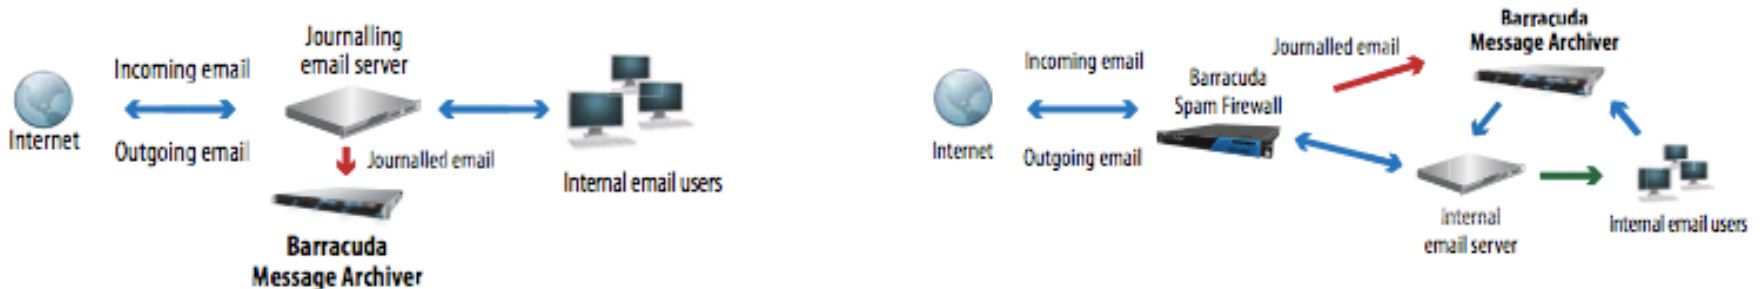 Journalling
email server
Incoming email
Internet
Outgoing email
Journalled email
Internal email users
Barracuda
Message Archiver
Barracuda
Message Archiver
Journalled email
Incoming email
Barracuda
Spam Firewall
Internet
Outgoing email
Internal
email server
Internal email users